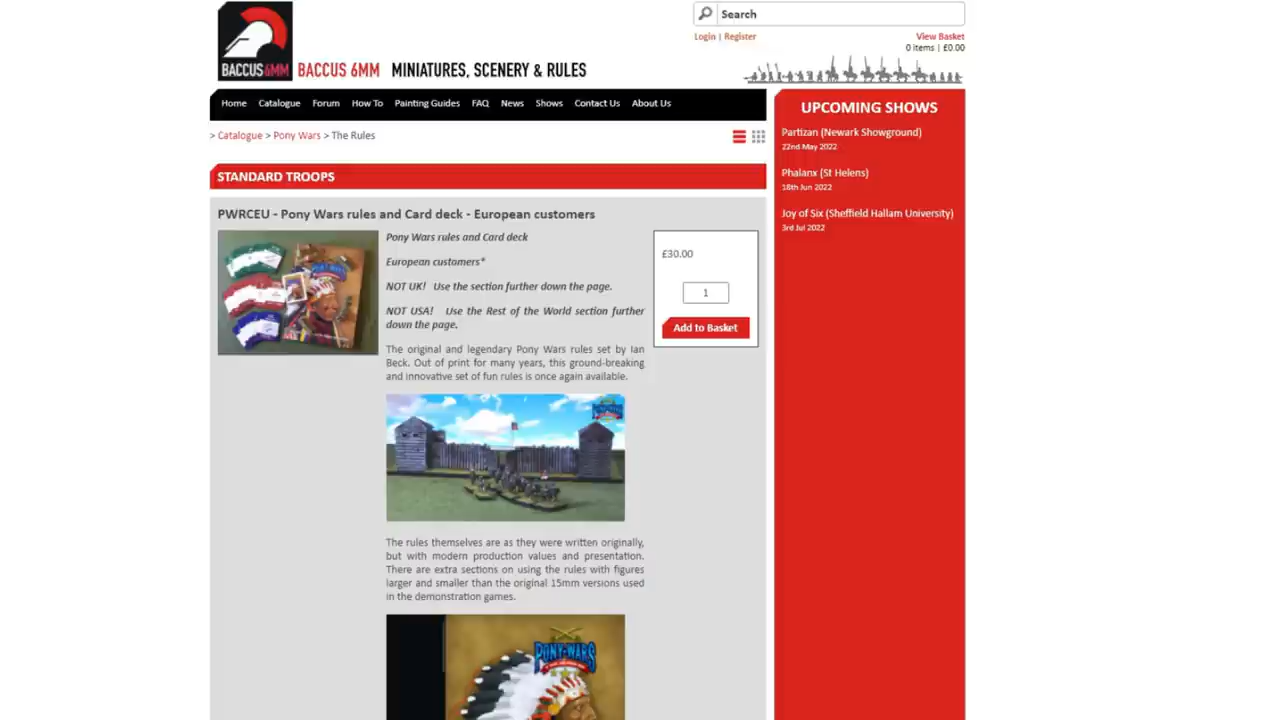 Search
Login | Register
View Basket
0 items | £0.00
BACCUS 6MM
BACCUS 6MM MINIATURES, SCENERY & RULES
Home Catalogue Forum How To Painting Guides FAQ News Shows Contact Us About Us
> Catalogue > Pony Wars > The Rules
STANDARD TROOPS
PWRCEU - Pony Wars rules and Card deck - European customers
Pony Wars rules and Card deck
European customers*
NOT UK! Use the section further down the page.
NOT USA! Use the Rest of the World section further
down the page.
The original and legendary Pony Wars rules set by Ian
Beck. Out of print for many years, this ground-breaking
and innovative set of fun rules is once again available.
£30.00
1
Add to Basket
The rules themselves are as they were written originally,
but with modern production values and presentation.
There are extra sections on using the rules with figures
larger and smaller than the original 15mm versions used
in the demonstration games.
PONY WARS
UPCOMING SHOWS
Partizan (Newark Showground)
22nd May 2022
Phalanx (St Helens)
18th Jun 2022
Joy of Six (Sheffield Hallam University)
3rd Jul 2022